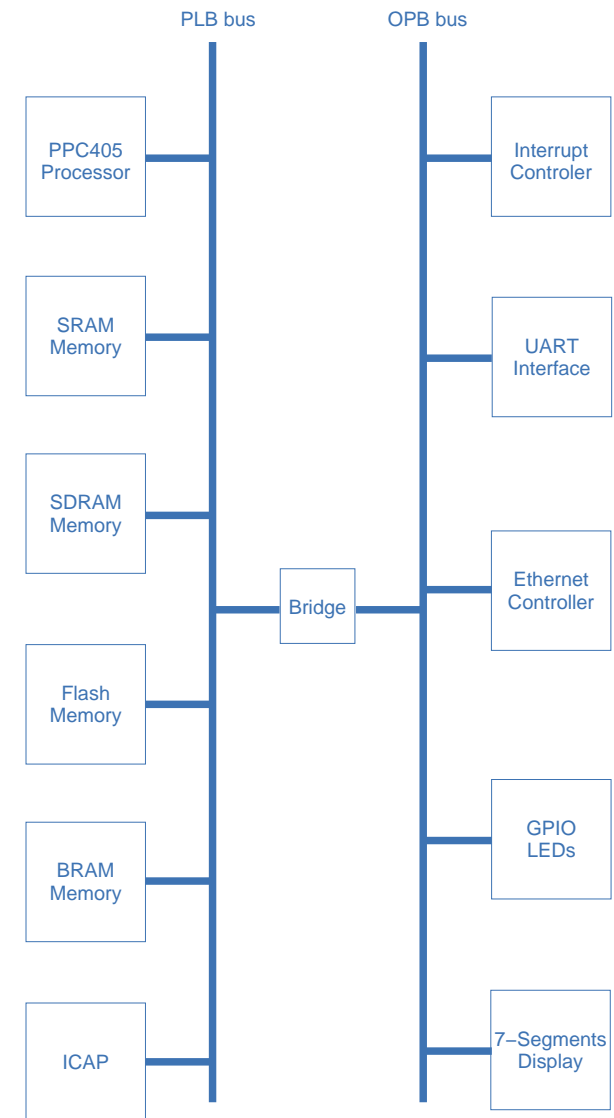 PLB bus
OPB bus
PPC405
Processor
Interrupt
Controler
SRAM
Memory
UART
Interface
SDRAM
Memory
Ethernet
Controller
Bridge
Flash
Memory
GPIO
LEDs
BRAM
Memory
7−Segments
Display
ICAP